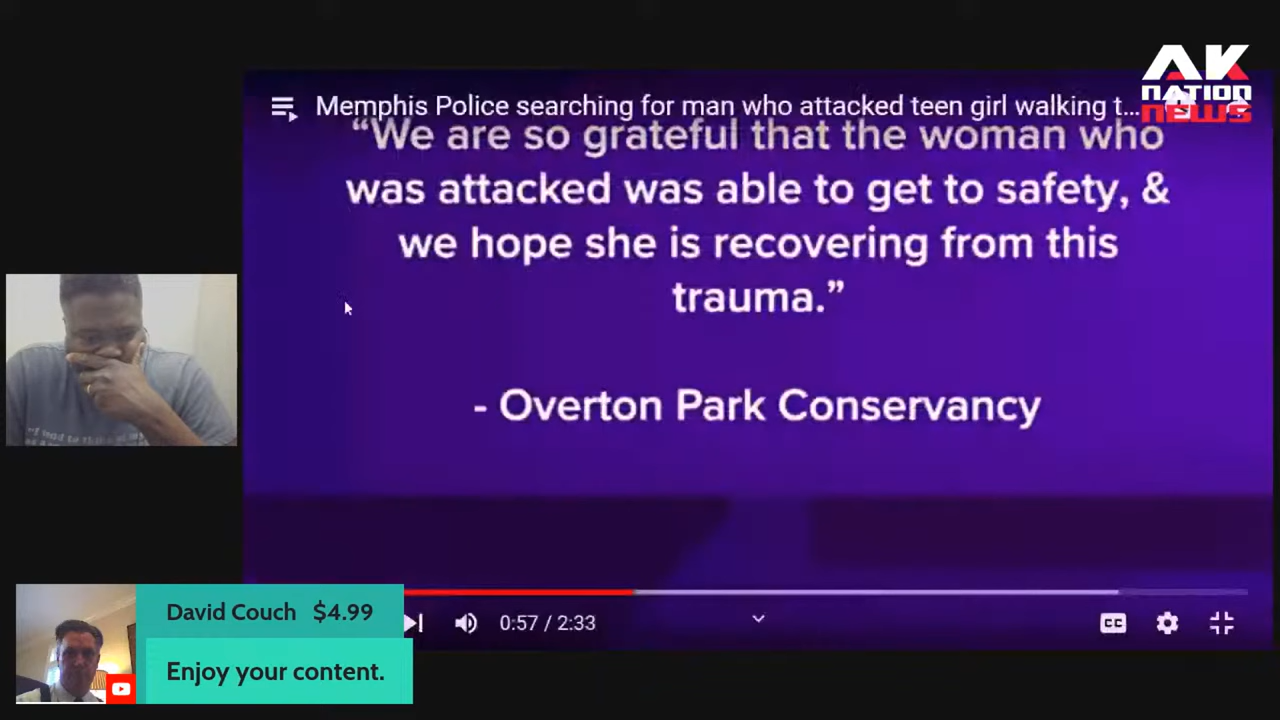 AK
NATION
NEWS
Memphis Police searching for man who attacked teen girl walking t...
“We are so grateful that the woman who
was attacked was able to get to safety, &
we hope she is recovering from this
trauma.”
- Overton Park Conservancy
David Couch $4.99
Enjoy your content.
0:57 / 2:33
CC